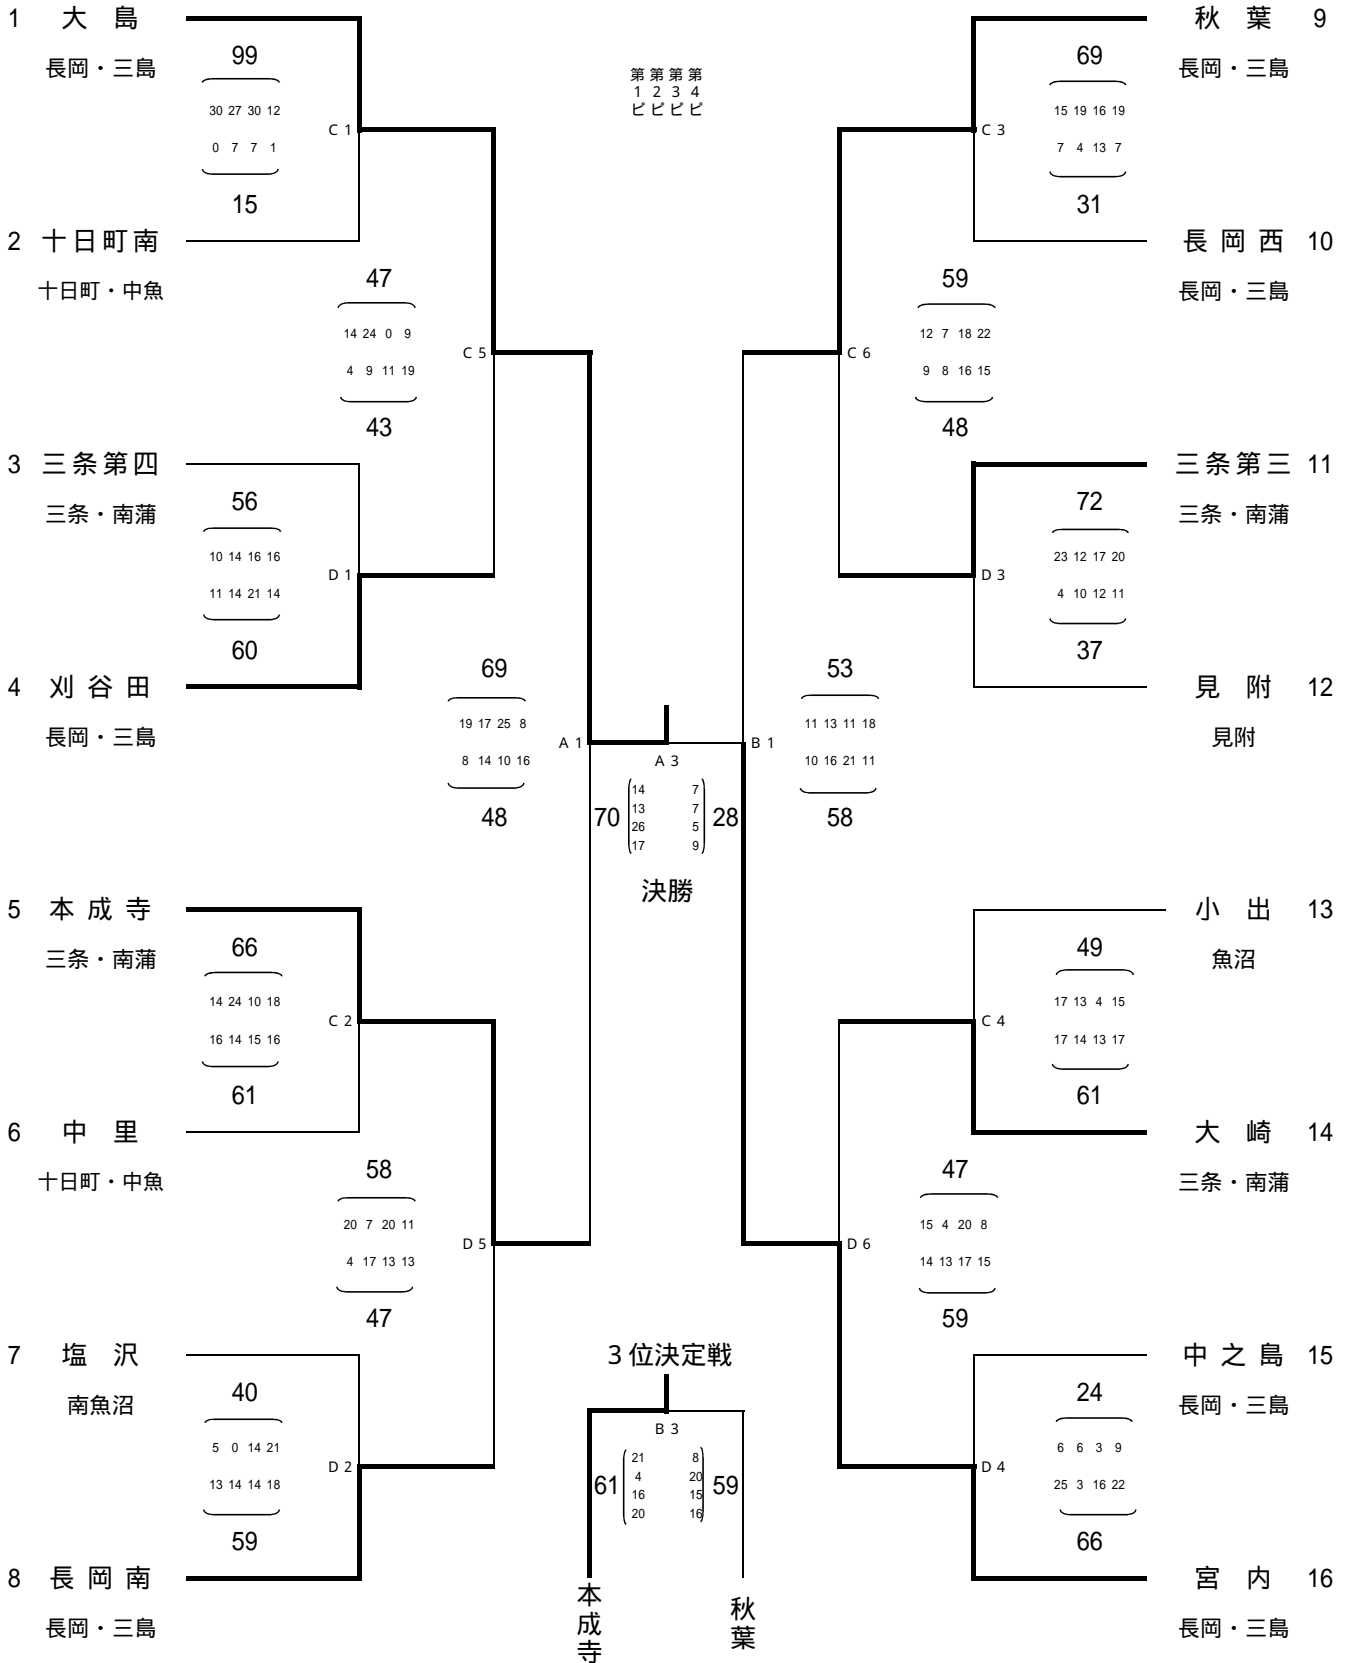 1 大島
長岡・三島
99
30 27 30 12
C 1
0 7 7 1
15
2 十日町南
十日町・中魚
47
14 24 0 9
C 5
4 9 11 19
43
3 三条第四
三条・南蒲
56
10 14 16 16
D 1
11 14 21 14
60
4 刈谷田
長岡・三島
69
19 17 25 8
A 1
8 14 10 16
48
5 本成寺
三条・南蒲
66
14 24 10 18
C 2
16 14 15 16
61
6 中里
十日町・中魚
58
20 7 20 11
D 5
4 17 13 13
47
7 塩沢
南魚沼
40
5 0 14 21
D 2
13 14 14 18
59
8 長岡南
長岡・三島
第1ピ
第2ピ
第3ピ
第4ピ
A 3
70
14 7
13 7
26 5
17 9
28
決勝
3位決定戦
B 3
61
21 8
4 20
16 15
20 16
59
本成寺
秋葉
秋葉 9
長岡・三島
69
15 19 16 19
C 3
7 4 13 7
31
長岡西 10
長岡・三島
59
12 7 18 22
C 6
9 8 16 15
48
三条第三 11
三条・南蒲
72
23 12 17 20
D 3
4 10 12 11
37
見附 12
見附
53
11 13 11 18
B 1
10 16 21 11
58
小出 13
魚沼
49
17 13 4 15
C 4
17 14 13 17
61
大崎 14
三条・南蒲
47
15 4 20 8
D 6
14 13 17 15
59
中之島 15
長岡・三島
24
6 6 3 9
D 4
25 3 16 22
66
宮内 16
長岡・三島